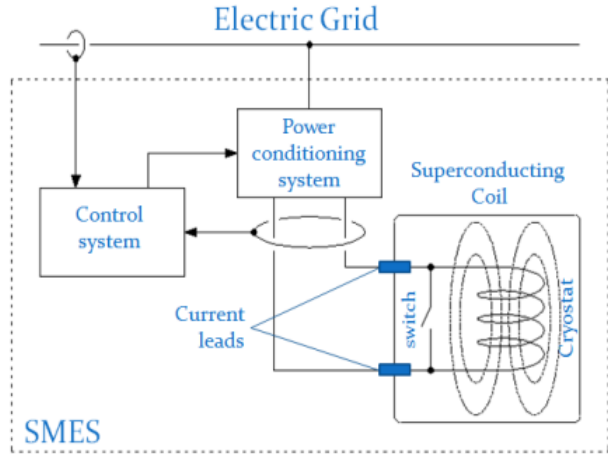 Electric Grid
Power
conditioning
system
Superconducting
Coil
Control
system
Current
leads
switch
Cryostat
SMES